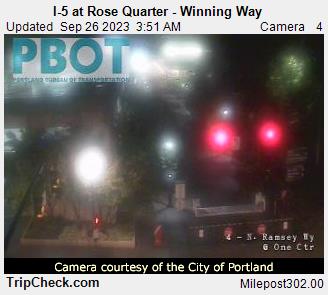 I-5 at Rose Quarter - Winning Way
Updated Sep 26 2023 3:51 AM Camera 4
PBOT
PORTLAND BUREAU OF TRANSPORTATION
4 - N. Ramsey Wy
@ One Ctr
Camera courtesy of the City of Portland
TripCheck.com Milepost302.00